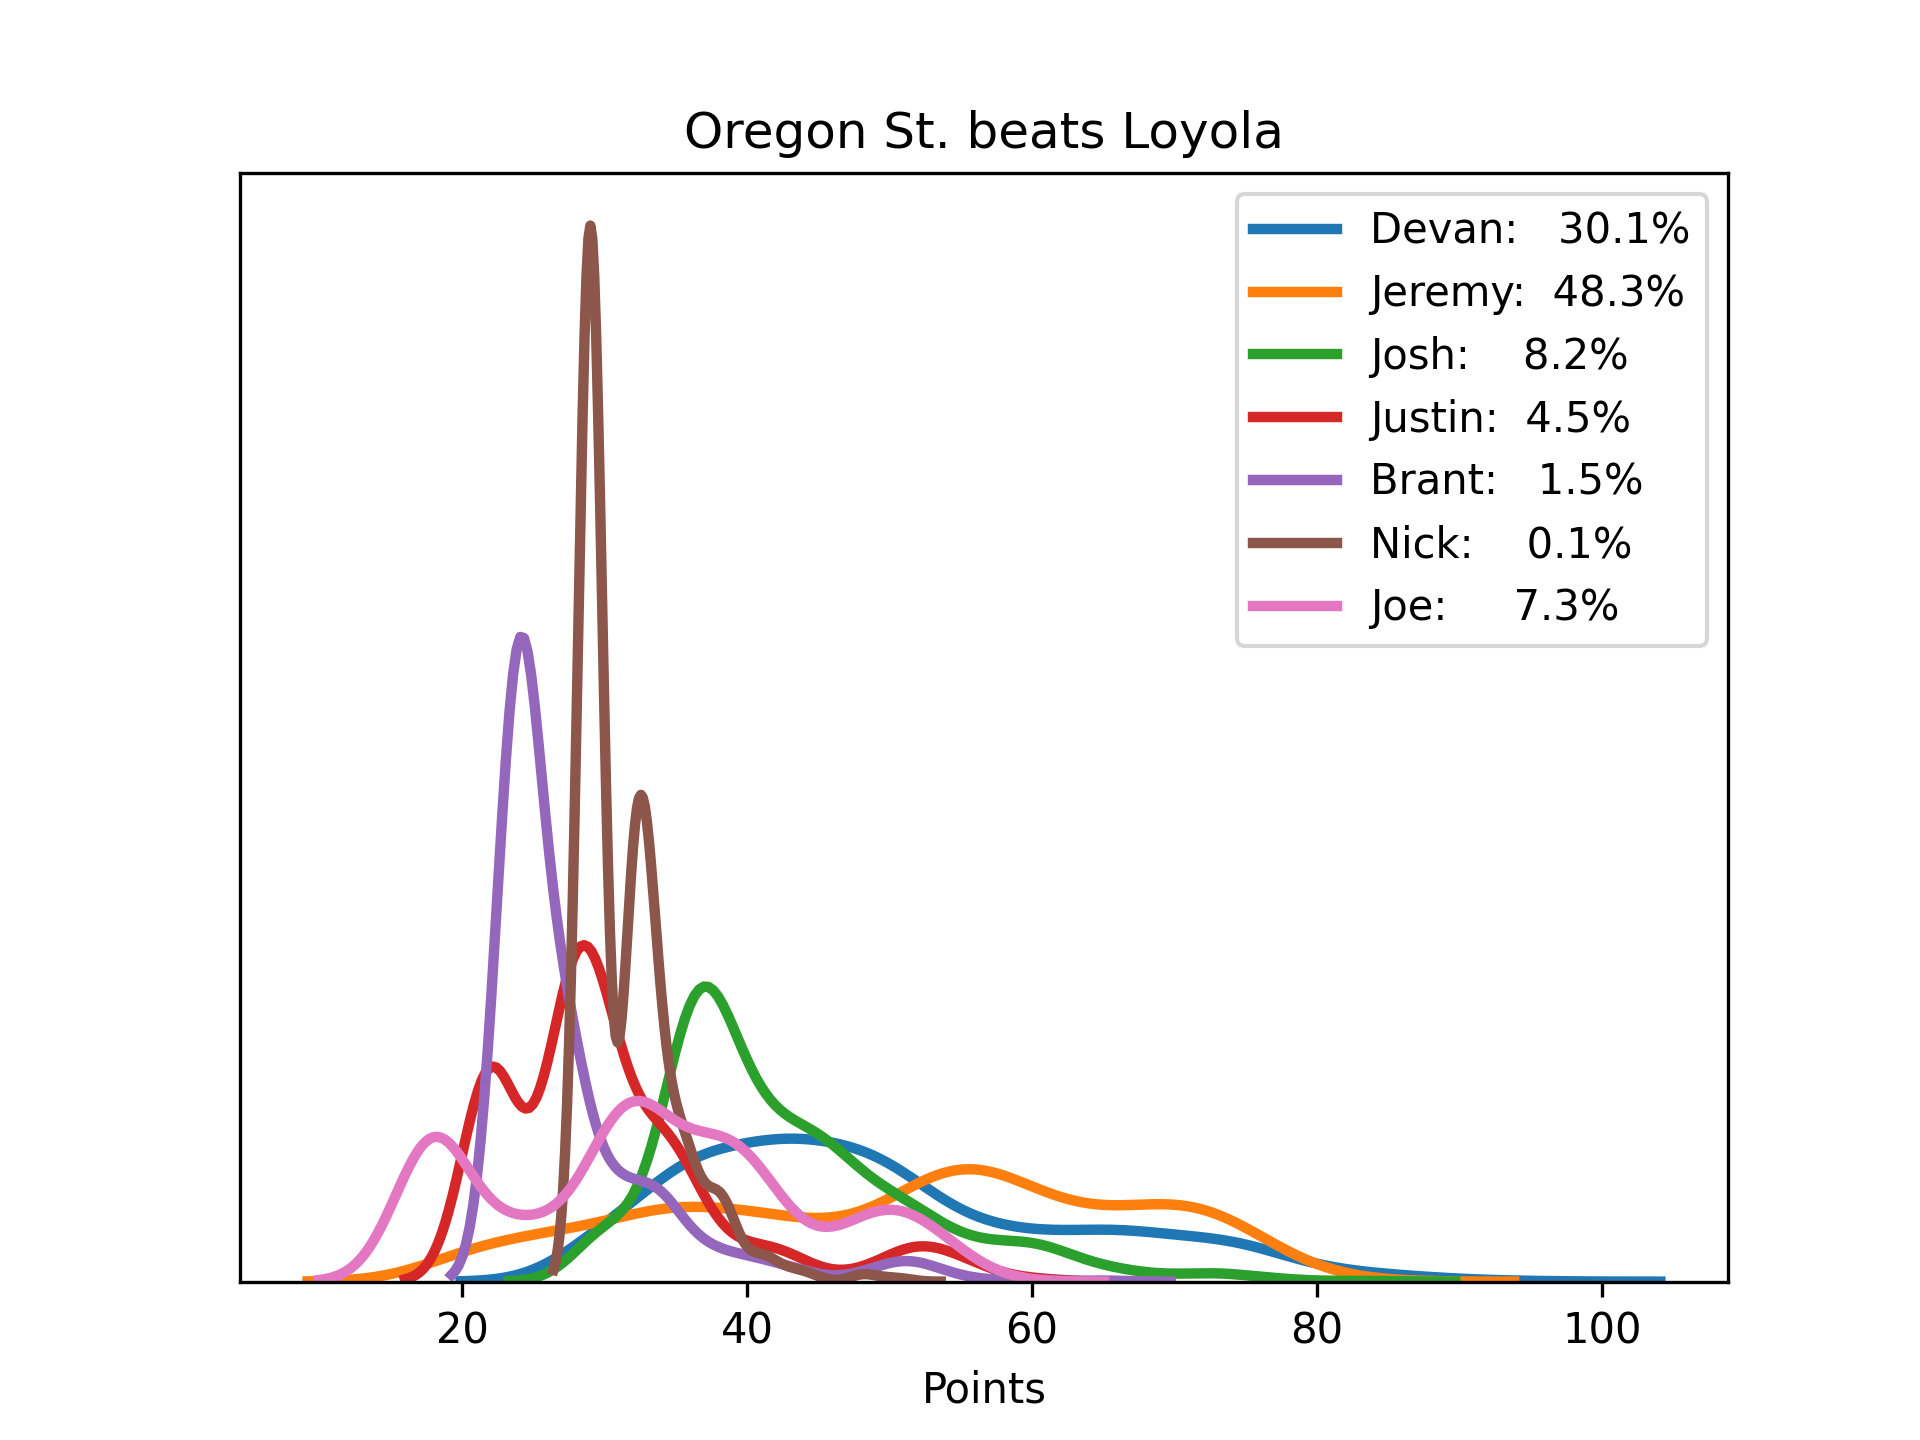 Oregon St. beats Loyola
Devan: 30.1%
Jeremy: 48.3%
Josh: 8.2%
Justin: 4.5%
Brant: 1.5%
Nick: 0.1%
Joe: 7.3%
20 40 60 80 100
Points